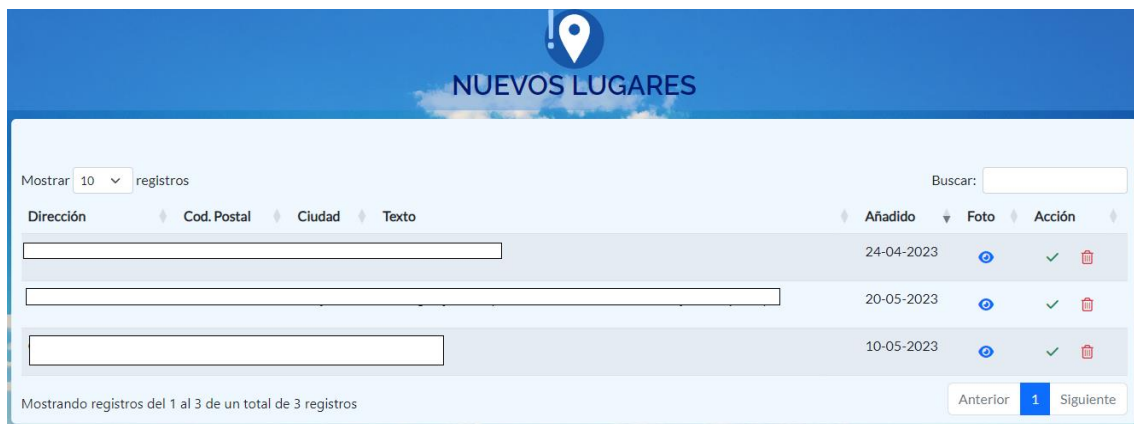 NUEVOS LUGARES
Mostrar 10 registros
Buscar:
Dirección Cod. Postal Ciudad Texto Añadido Foto Acción
24-04-2023
20-05-2023
10-05-2023
Mostrando registros del 1 al 3 de un total de 3 registros
Anterior 1 Siguiente